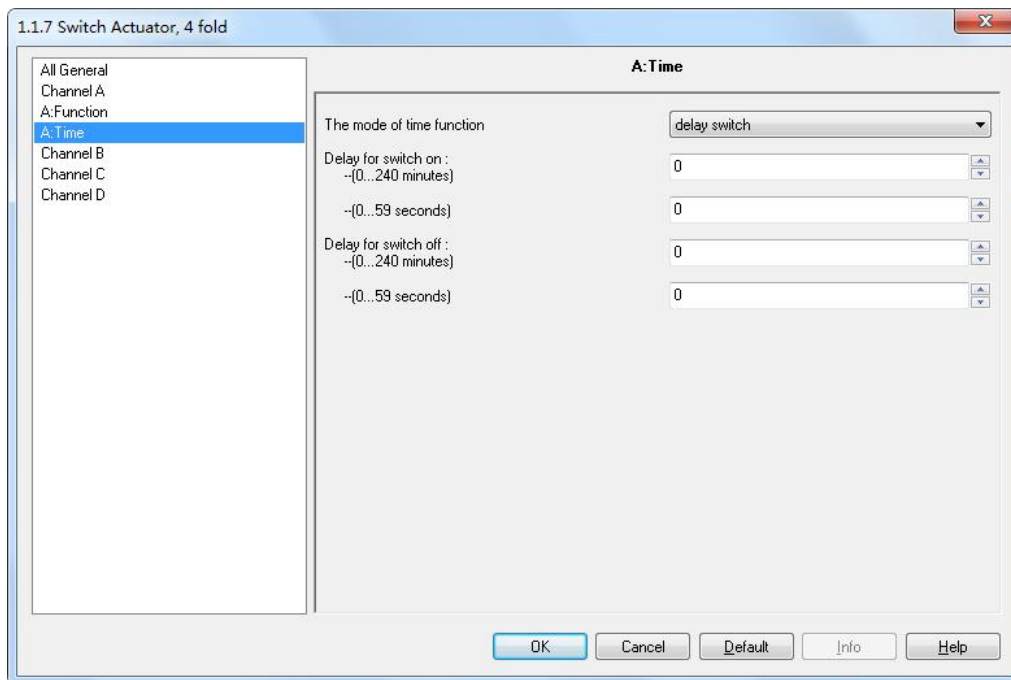 1.1.7 Switch Actuator, 4 fold
All General
Channel A
A:Function
A:Time
Channel B
Channel C
Channel D
A:Time
The mode of time function
delay switch
Delay for switch on :
--(0...240 minutes)
0
--(0...59 seconds)
0
Delay for switch off :
--(0...240 minutes)
0
--(0...59 seconds)
0
OK
Cancel
Default
Info
Help